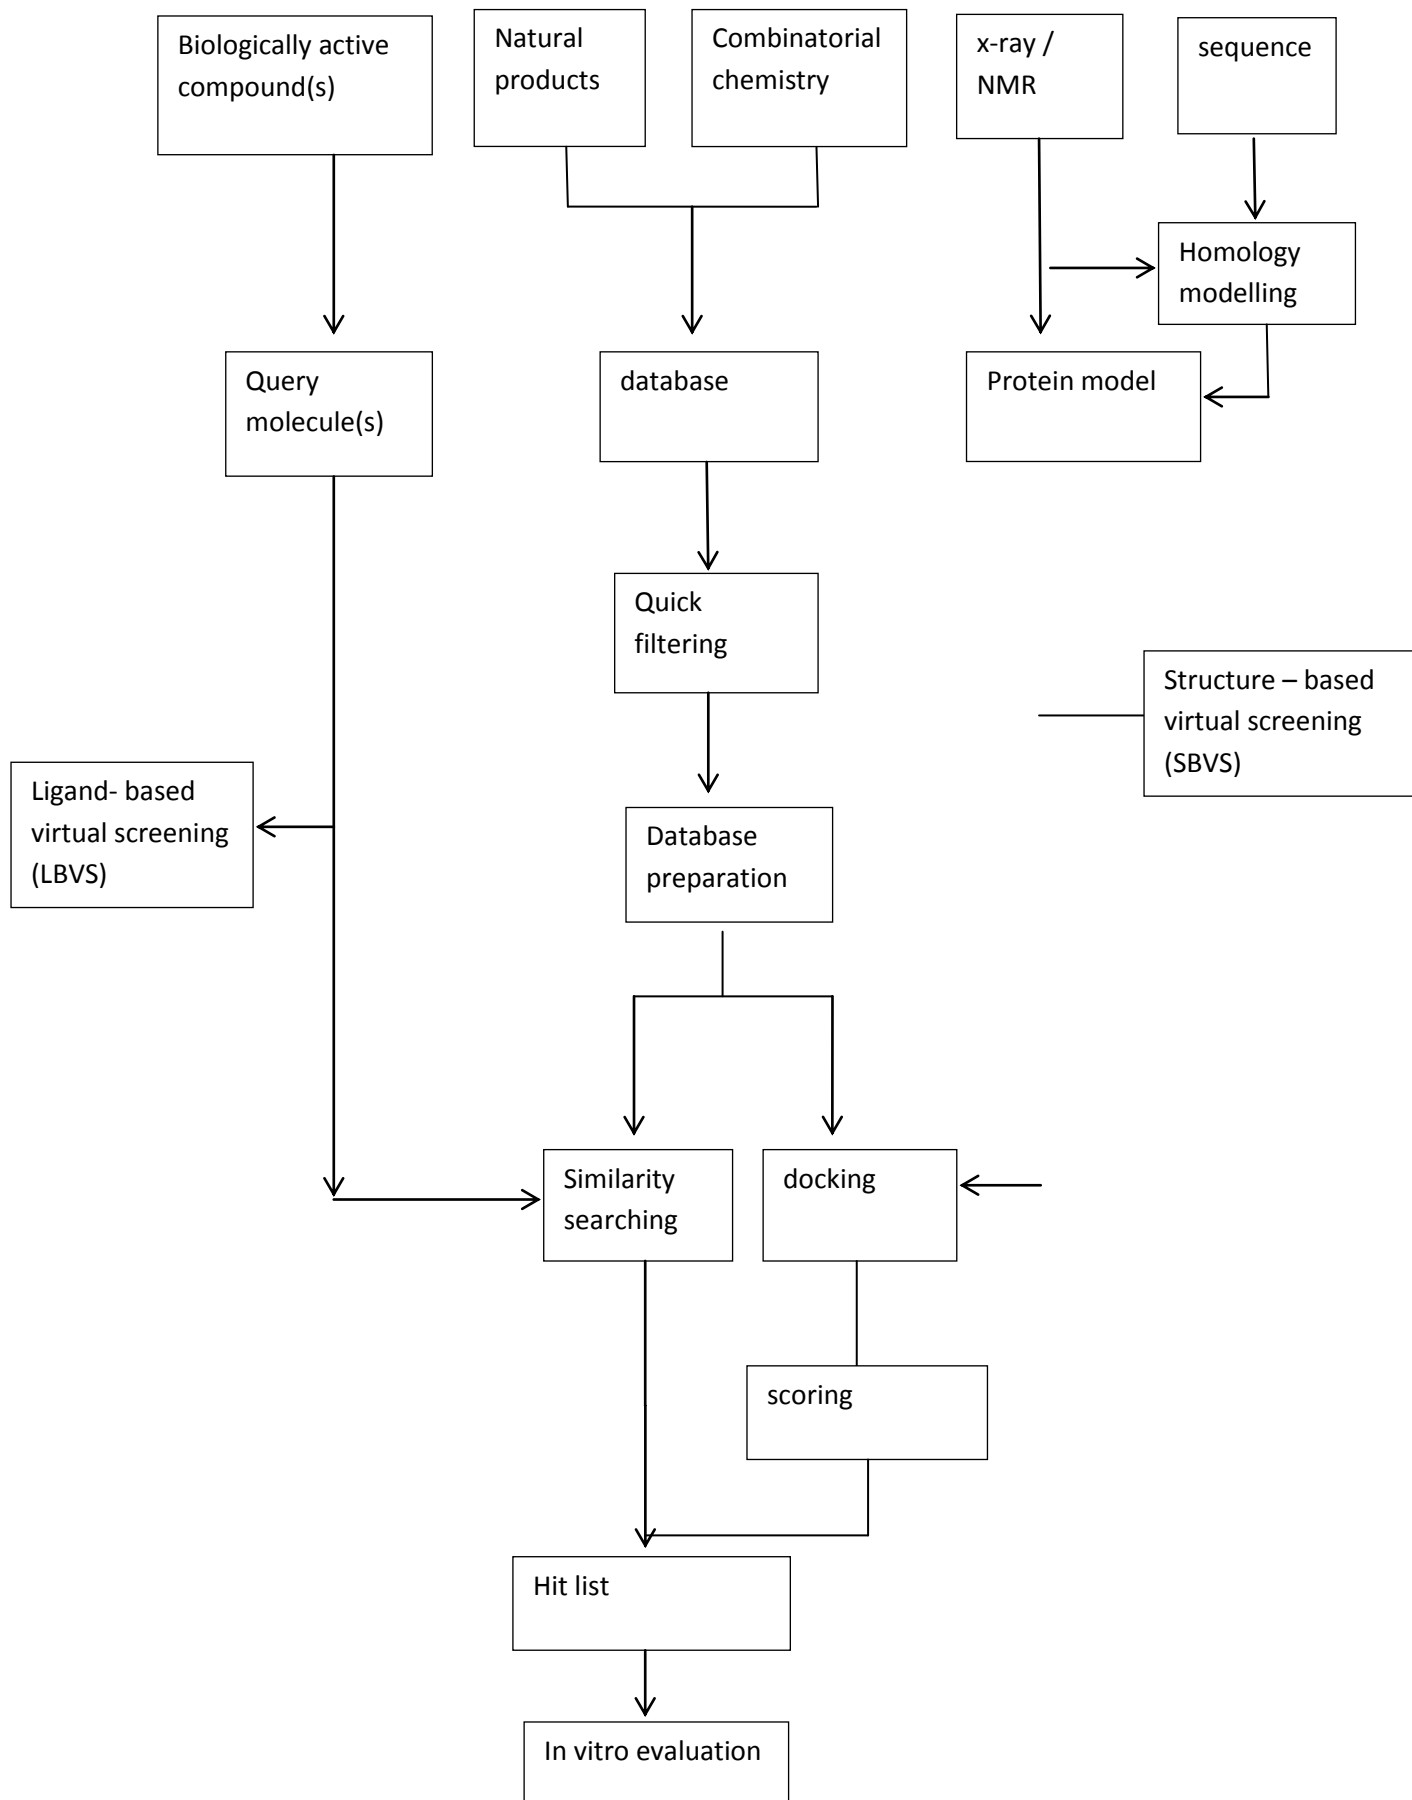 Biologically active
compound(s)
Natural
products
Combinatorial
chemistry
x-ray /
NMR
sequence
Homology
modelling
Query
molecule(s)
database
Protein model
Quick
filtering
Structure – based
virtual screening
(SBVS)
Ligand- based
virtual screening
(LBVS)
Database
preparation
Similarity
searching
docking
scoring
Hit list
In vitro evaluation